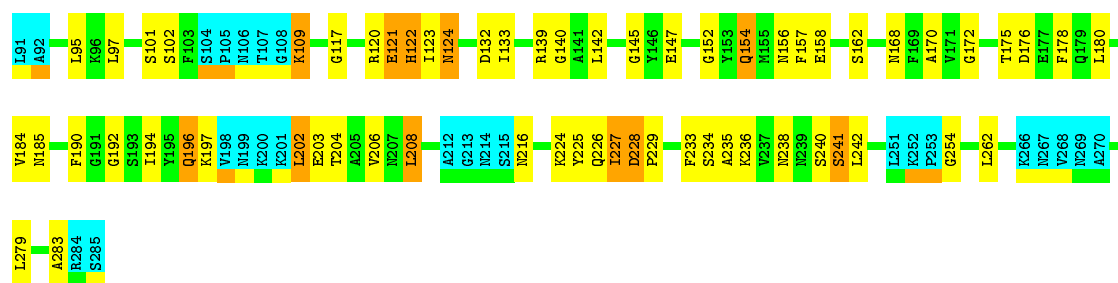 L91 A92 L95 K96 L97 S101 S102 F103 S104 P105 N106 T107 G108 K109 G117 R120 E121 H122 I123 N124 D132 I133 R139 G140 A141 L142 G145 Y146 E147 G152 Y153 Q154 M155 N156 F157 E158 S162 N168 F169 A170 V171 G172 T175 D176 E177 F178 Q179 L180
V184 N185 F190 G191 G192 S193 I194 Y195 Q196 K197 V198 N199 K200 K201 L202 E203 T204 A205 V206 N207 L208 A212 G213 N214 S215 N216 K224 Y225 Q226 I227 D228 P229 F233 S234 A235 K236 V237 N238 N239 S240 S241 L242 L251 K252 P253 G254 L262 K266 N267 V268 N269 A270
L279 A283 R284 S285